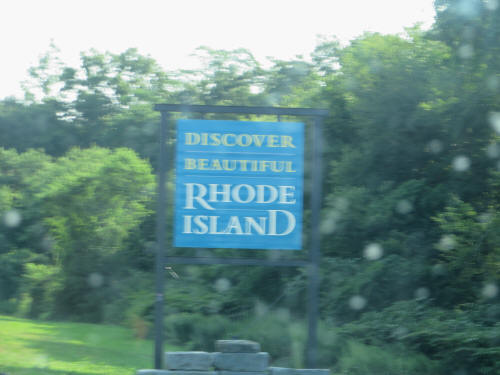 DISCOVER
BEAUTIFUL
RHODE
ISLAND